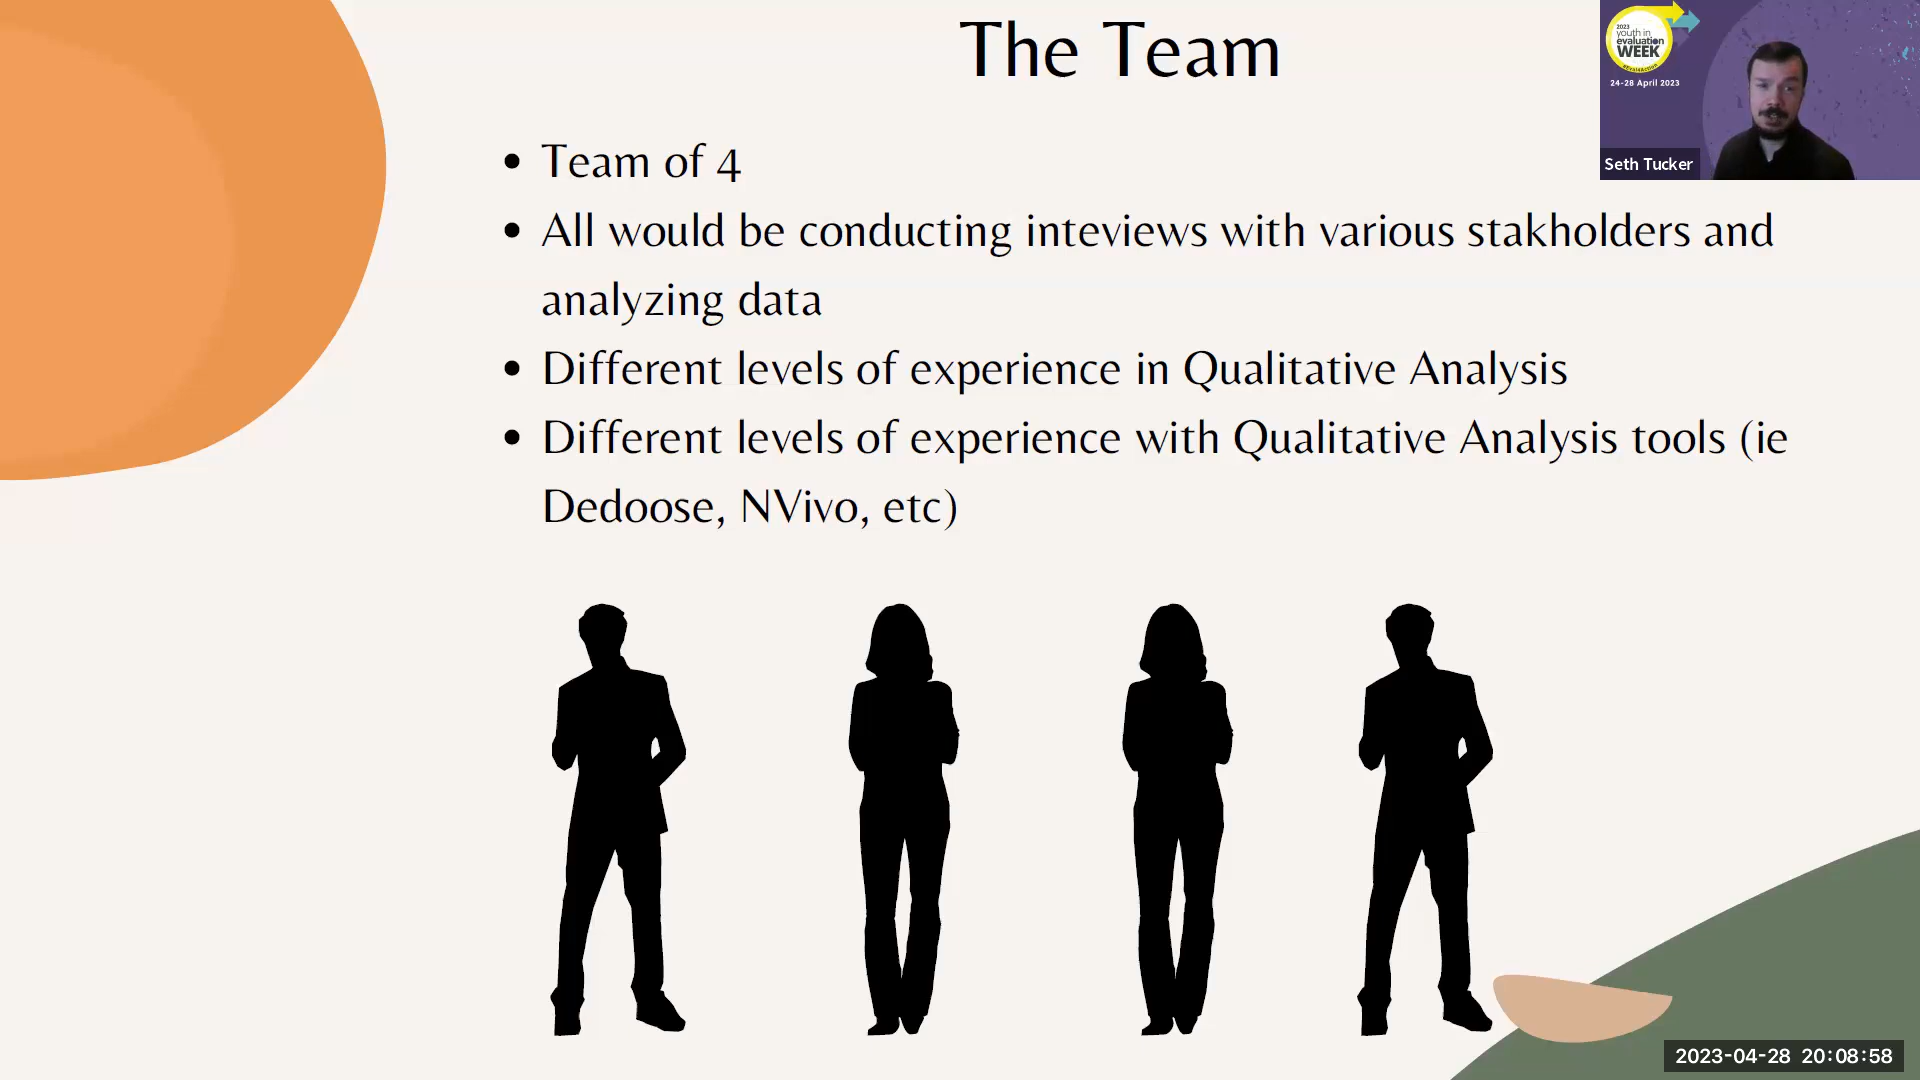 The Team
• Team of 4
• All would be conducting inteviews with various stakholders and
analyzing data
• Different levels of experience in Qualitative Analysis
• Different levels of experience with Qualitative Analysis tools (ie
Dedoose, NVivo, etc)
2023
youth in
evaluation
WEEK
#Eval4Action
24-28 April 2023
Seth Tucker
2023-04-28 20:08:58